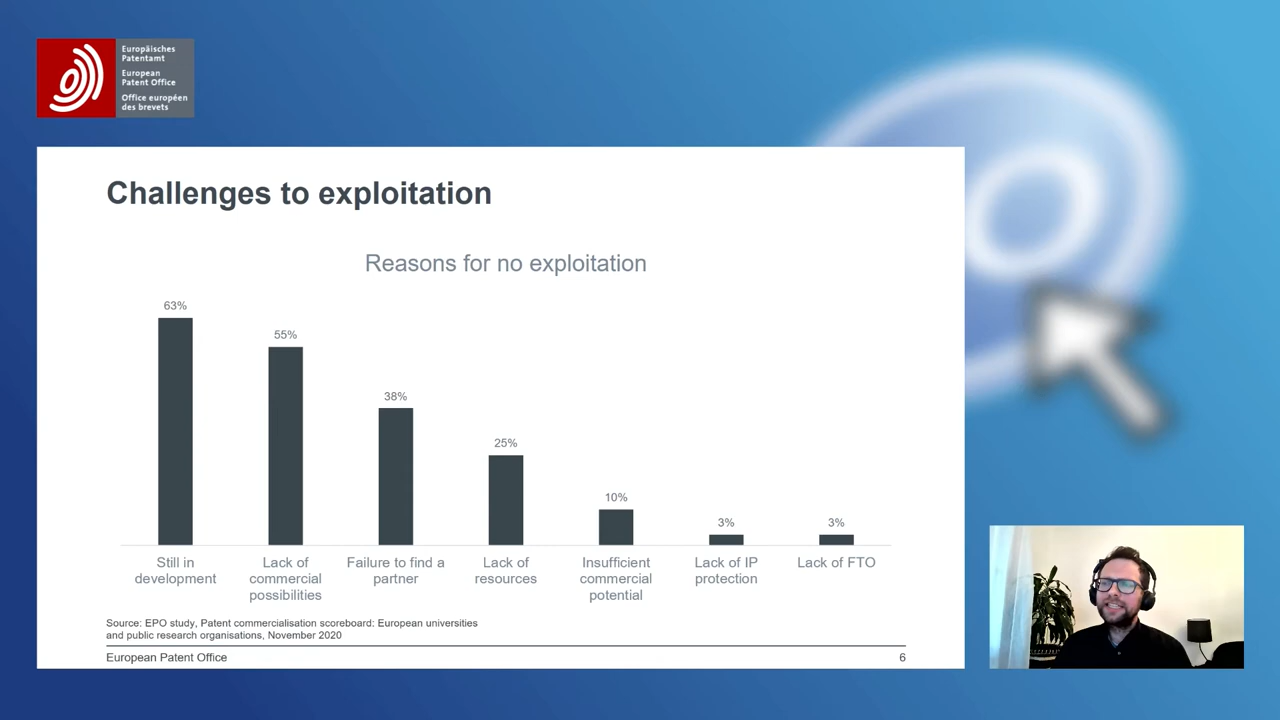 Europäisches
Patentamt
European
Patent Office
Office européen
des brevets
Challenges to exploitation
Reasons for no exploitation
63%
55%
38%
25%
10%
3%
3%
Still in
development
Lack of
commercial
possibilities
Failure to find a
partner
Lack of
resources
Insufficient
commercial
potential
Lack of IP
protection
Lack of FTO
Source: EPO study, Patent commercialisation scoreboard: European universities
and public research organisations, November 2020
European Patent Office
6